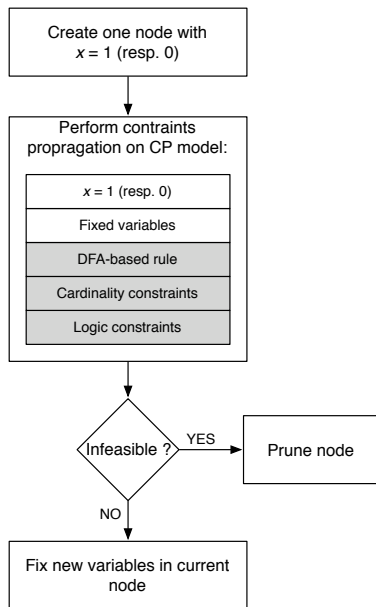 Create one node with
x = 1 (resp. 0)
Perform contraints
propragation on CP model:
x = 1 (resp. 0)
Fixed variables
DFA-based rule
Cardinality constraints
Logic constraints
Infeasible ?
YES
Prune node
NO
Fix new variables in current
node